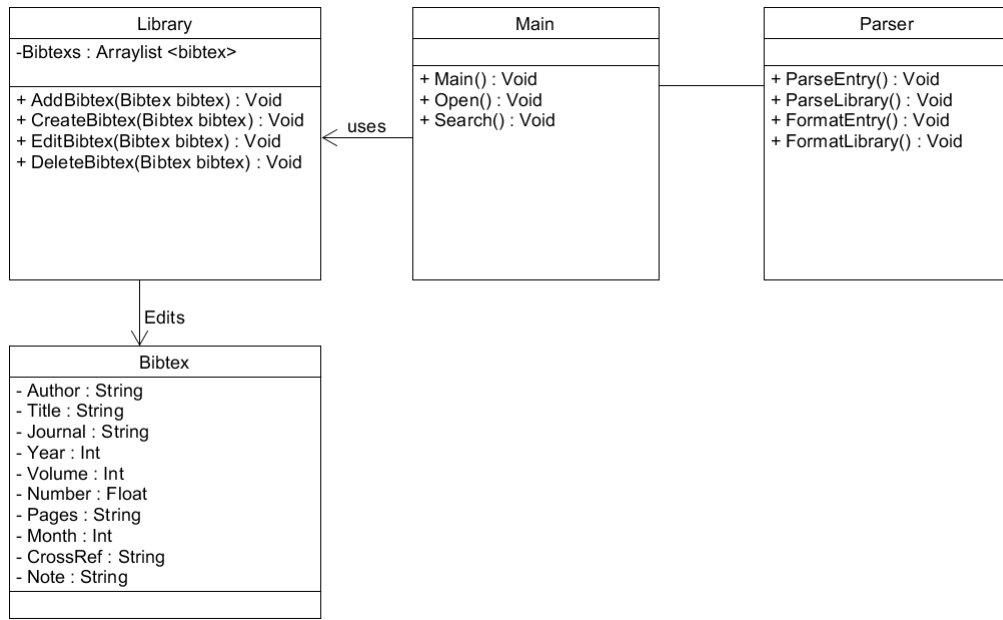 Library
-Bibtexs : Arraylist <bibtex>
+ AddBibtex(Bibtex bibtex) : Void
+ CreateBibtex(Bibtex bibtex) : Void
+ EditBibtex(Bibtex bibtex) : Void
+ DeleteBibtex(Bibtex bibtex) : Void
uses
Main
+ Main() : Void
+ Open() : Void
+ Search() : Void
Parser
+ ParseEntry() : Void
+ ParseLibrary() : Void
+ FormatEntry() : Void
+ FormatLibrary() : Void
Edits
Bibtex
- Author : String
- Title : String
- Journal : String
- Year : Int
- Volume : Int
- Number : Float
- Pages : String
- Month : Int
- CrossRef : String
- Note : String